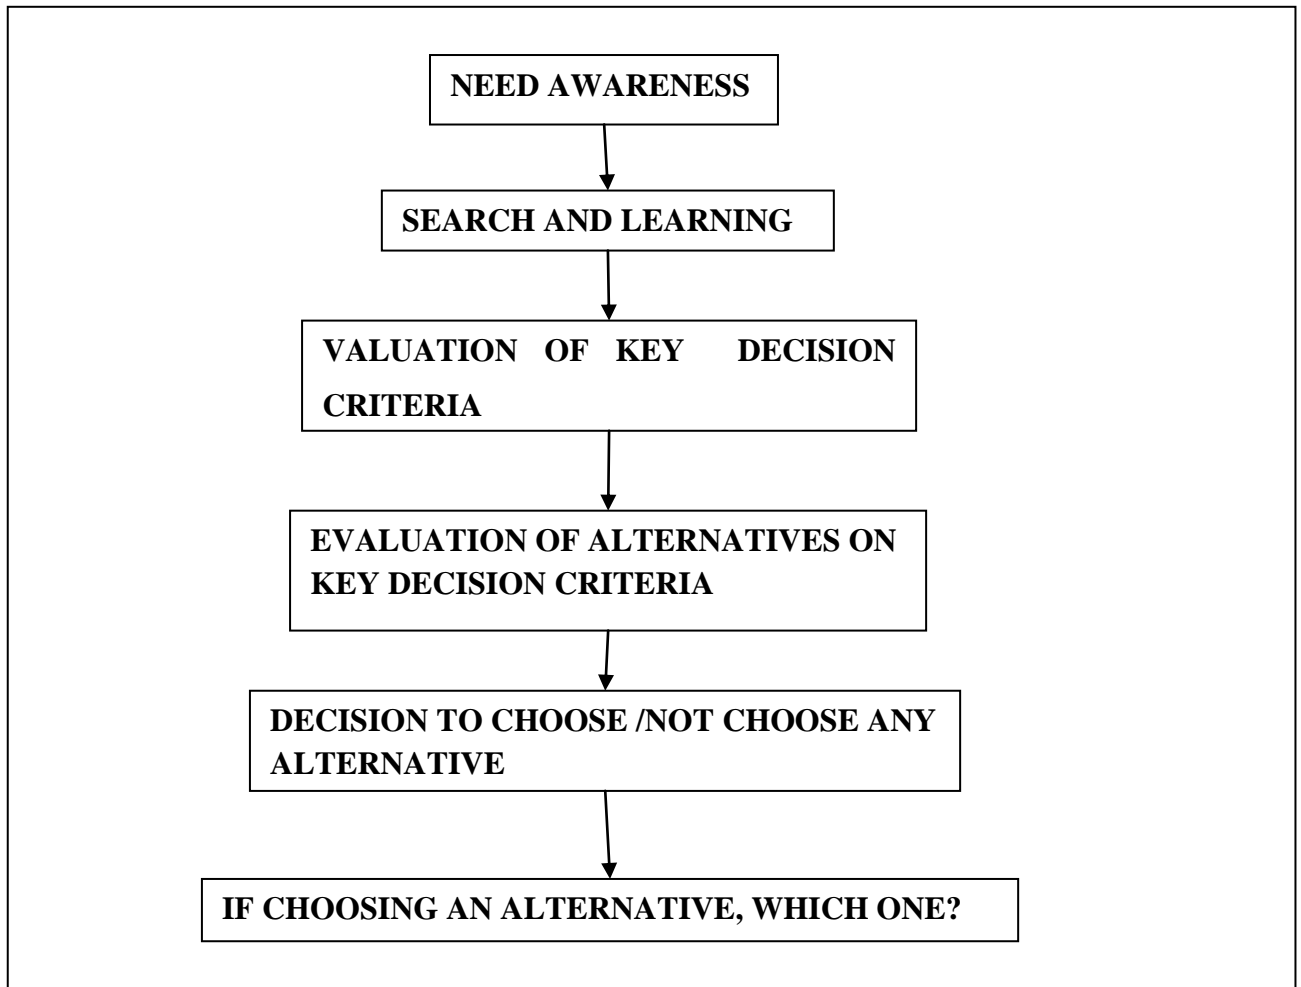 NEED AWARENESS
SEARCH AND LEARNING
VALUATION OF KEY DECISION
CRITERIA
EVALUATION OF ALTERNATIVES ON
KEY DECISION CRITERIA
DECISION TO CHOOSE /NOT CHOOSE ANY
ALTERNATIVE
IF CHOOSING AN ALTERNATIVE, WHICH ONE?